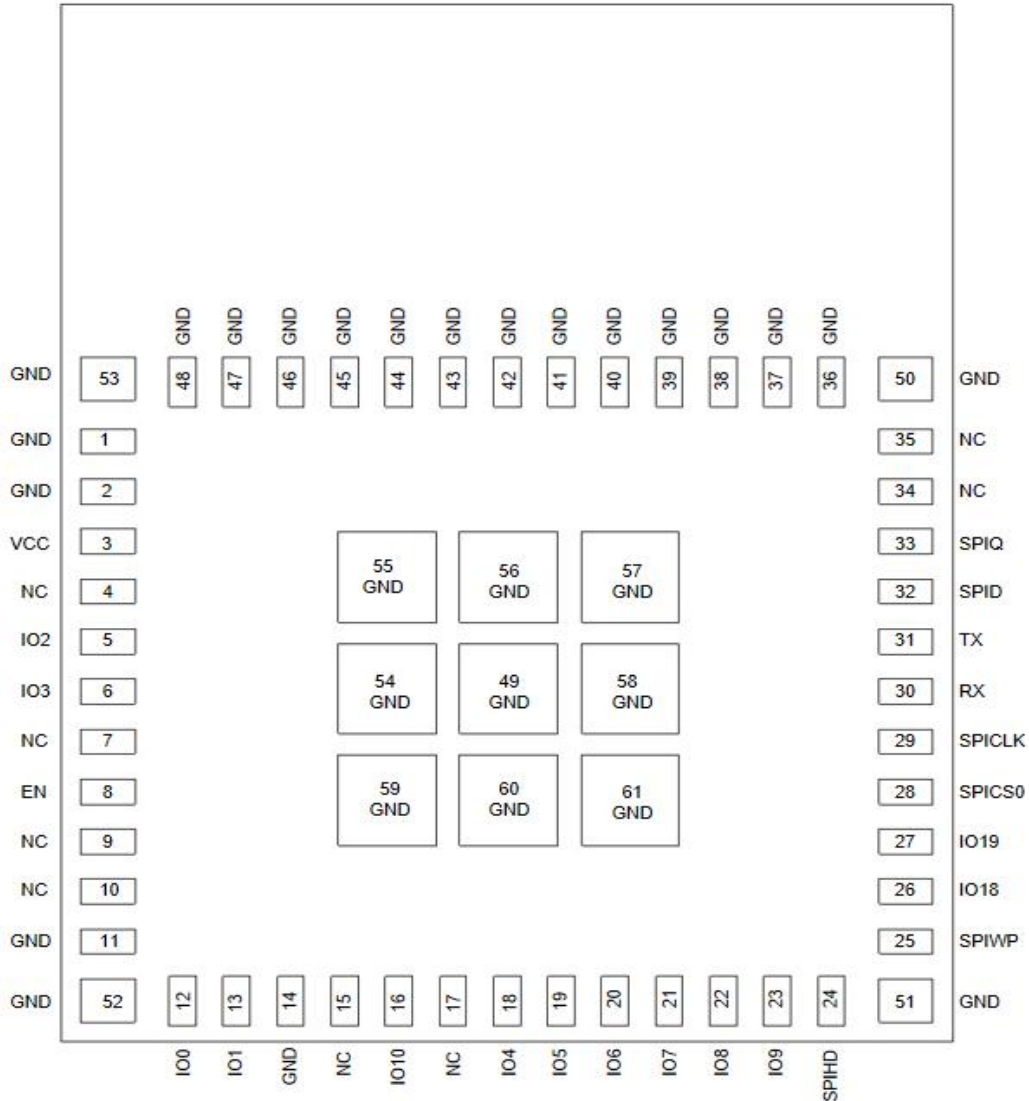 GND GND GND GND GND GND GND GND GND GND GND GND GND
GND 53 48 47 46 45 44 43 42 41 40 39 38 37 36 50 GND
GND 1 35 NC
GND 2 34 NC
VCC 3 33 SPIQ
NC 4 32 SPID
55 GND 56 GND 57 GND
IO2 5 31 TX
IO3 6 30 RX
54 GND 49 GND 58 GND
NC 7 29 SPICLK
EN 8 28 SPICS0
59 GND 60 GND 61 GND
NC 9 27 IO19
NC 10 26 IO18
GND 11 25 SPIWP
GND 52 12 13 14 15 16 17 18 19 20 21 22 23 24 51 GND
IO0 IO1 GND NC IO10 NC IO4 IO5 IO6 IO7 IO8 IO9 SPIHD